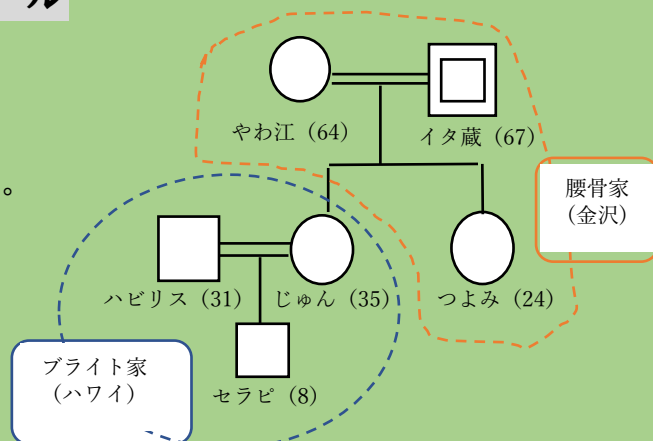 ル
やわ江（64）
イタ蔵（67）
。
腰骨家
（金沢）
ハビリス（31）
じゅん（35）
つよみ（24）
ブライト家
（ハワイ）
セラピ（8）